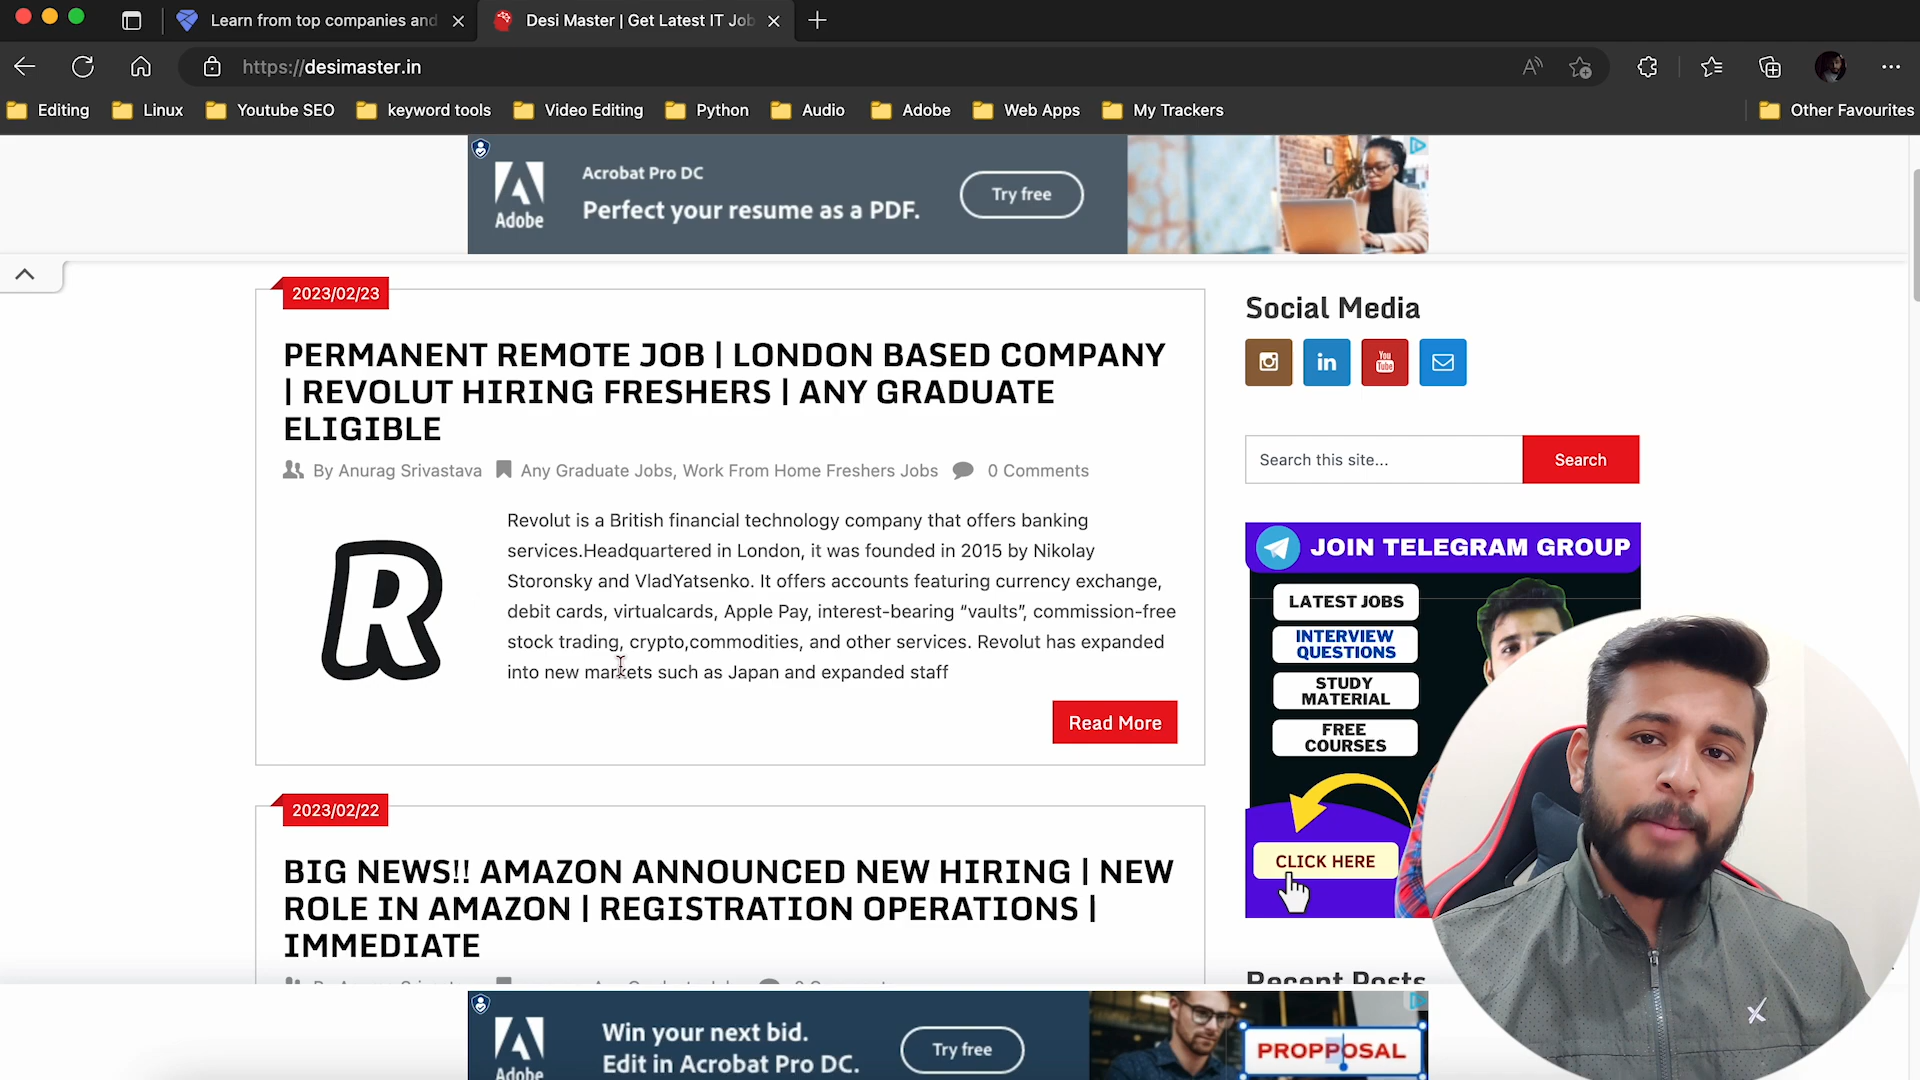 Learn from top companies and
Desi Master | Get Latest IT Job
https://desimaster.in
Editing
Linux
Youtube SEO
keyword tools
Video Editing
Python
Audio
Adobe
Web Apps
My Trackers
Other Favourites
Adobe
Acrobat Pro DC
Perfect your resume as a PDF.
Try free
2023/02/23
PERMANENT REMOTE JOB | LONDON BASED COMPANY
| REVOLUT HIRING FRESHERS | ANY GRADUATE
ELIGIBLE
By Anurag Srivastava
Any Graduate Jobs, Work From Home Freshers Jobs
0 Comments
R
Revolut is a British financial technology company that offers banking
services.Headquartered in London, it was founded in 2015 by Nikolay
Storonsky and VladYatsenko. It offers accounts featuring currency exchange,
debit cards, virtualcards, Apple Pay, interest-bearing “vaults”, commission-free
stock trading, crypto,commodities, and other services. Revolut has expanded
into new markets such as Japan and expanded staff
Read More
Social Media
in
You
Tube
Search this site...
Search
JOIN TELEGRAM GROUP
LATEST JOBS
INTERVIEW
QUESTIONS
STUDY
MATERIAL
FREE
COURSES
CLICK HERE
2023/02/22
BIG NEWS!! AMAZON ANNOUNCED NEW HIRING | NEW
ROLE IN AMAZON | REGISTRATION OPERATIONS |
IMMEDIATE
Recent Posts
Adobe
Win your next bid.
Edit in Acrobat Pro DC.
Try free
PROPPOSAL